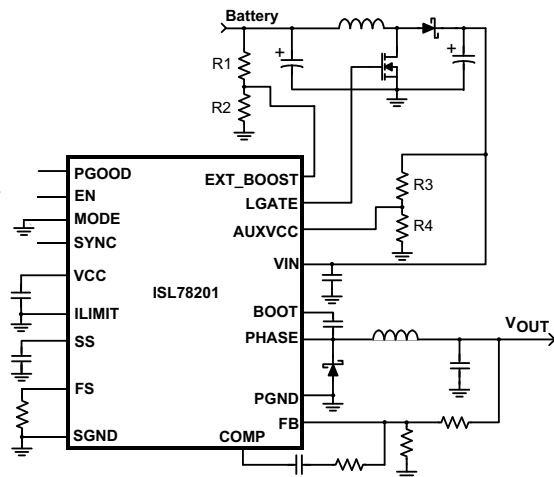 Battery
R1
R2
R3
R4
PGOOD
EN
MODE
SYNC
VCC
ILIMIT
SS
FS
SGND
ISL78201
EXT_BOOST
LGATE
AUXVCC
VIN
BOOT
PHASE
PGND
FB
COMP
VOUT